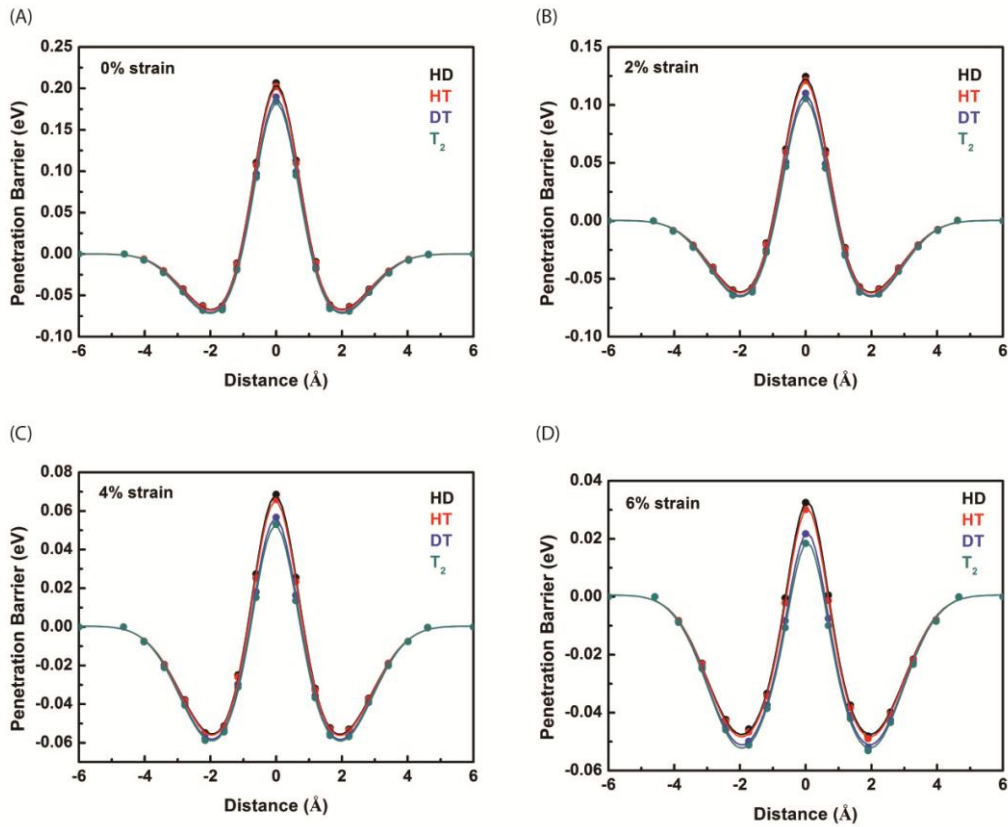 (A)
0% strain
HD
HT
DT
T₂
Penetration Barrier (eV)
0.25
0.20
0.15
0.10
0.05
0.00
-0.05
-0.10
-6 -4 -2 0 2 4 6
Distance (Å)
(B)
2% strain
HD
HT
DT
T₂
Penetration Barrier (eV)
0.15
0.10
0.05
0.00
-0.05
-0.10
-6 -4 -2 0 2 4 6
Distance (Å)
(C)
4% strain
HD
HT
DT
T₂
Penetration Barrier (eV)
0.08
0.06
0.04
0.02
0.00
-0.02
-0.04
-0.06
-6 -4 -2 0 2 4 6
Distance (Å)
(D)
6% strain
HD
HT
DT
T₂
Penetration Barrier (eV)
0.04
0.02
0.00
-0.02
-0.04
-0.06
-6 -4 -2 0 2 4 6
Distance (Å)